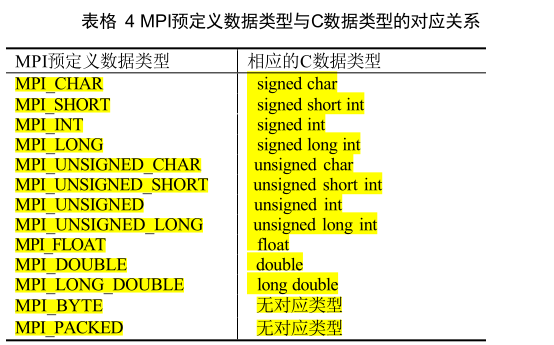 表格 4 MPI预定义数据类型与C数据类型的对应关系
MPI预定义数据类型 相应的C数据类型
MPI_CHAR signed char
MPI_SHORT signed short int
MPI_INT signed int
MPI_LONG signed long int
MPI_UNSIGNED_CHAR unsigned char
MPI_UNSIGNED_SHORT unsigned short int
MPI_UNSIGNED unsigned int
MPI_UNSIGNED_LONG unsigned long int
MPI_FLOAT float
MPI_DOUBLE double
MPI_LONG_DOUBLE long double
MPI_BYTE 无对应类型
MPI_PACKED 无对应类型